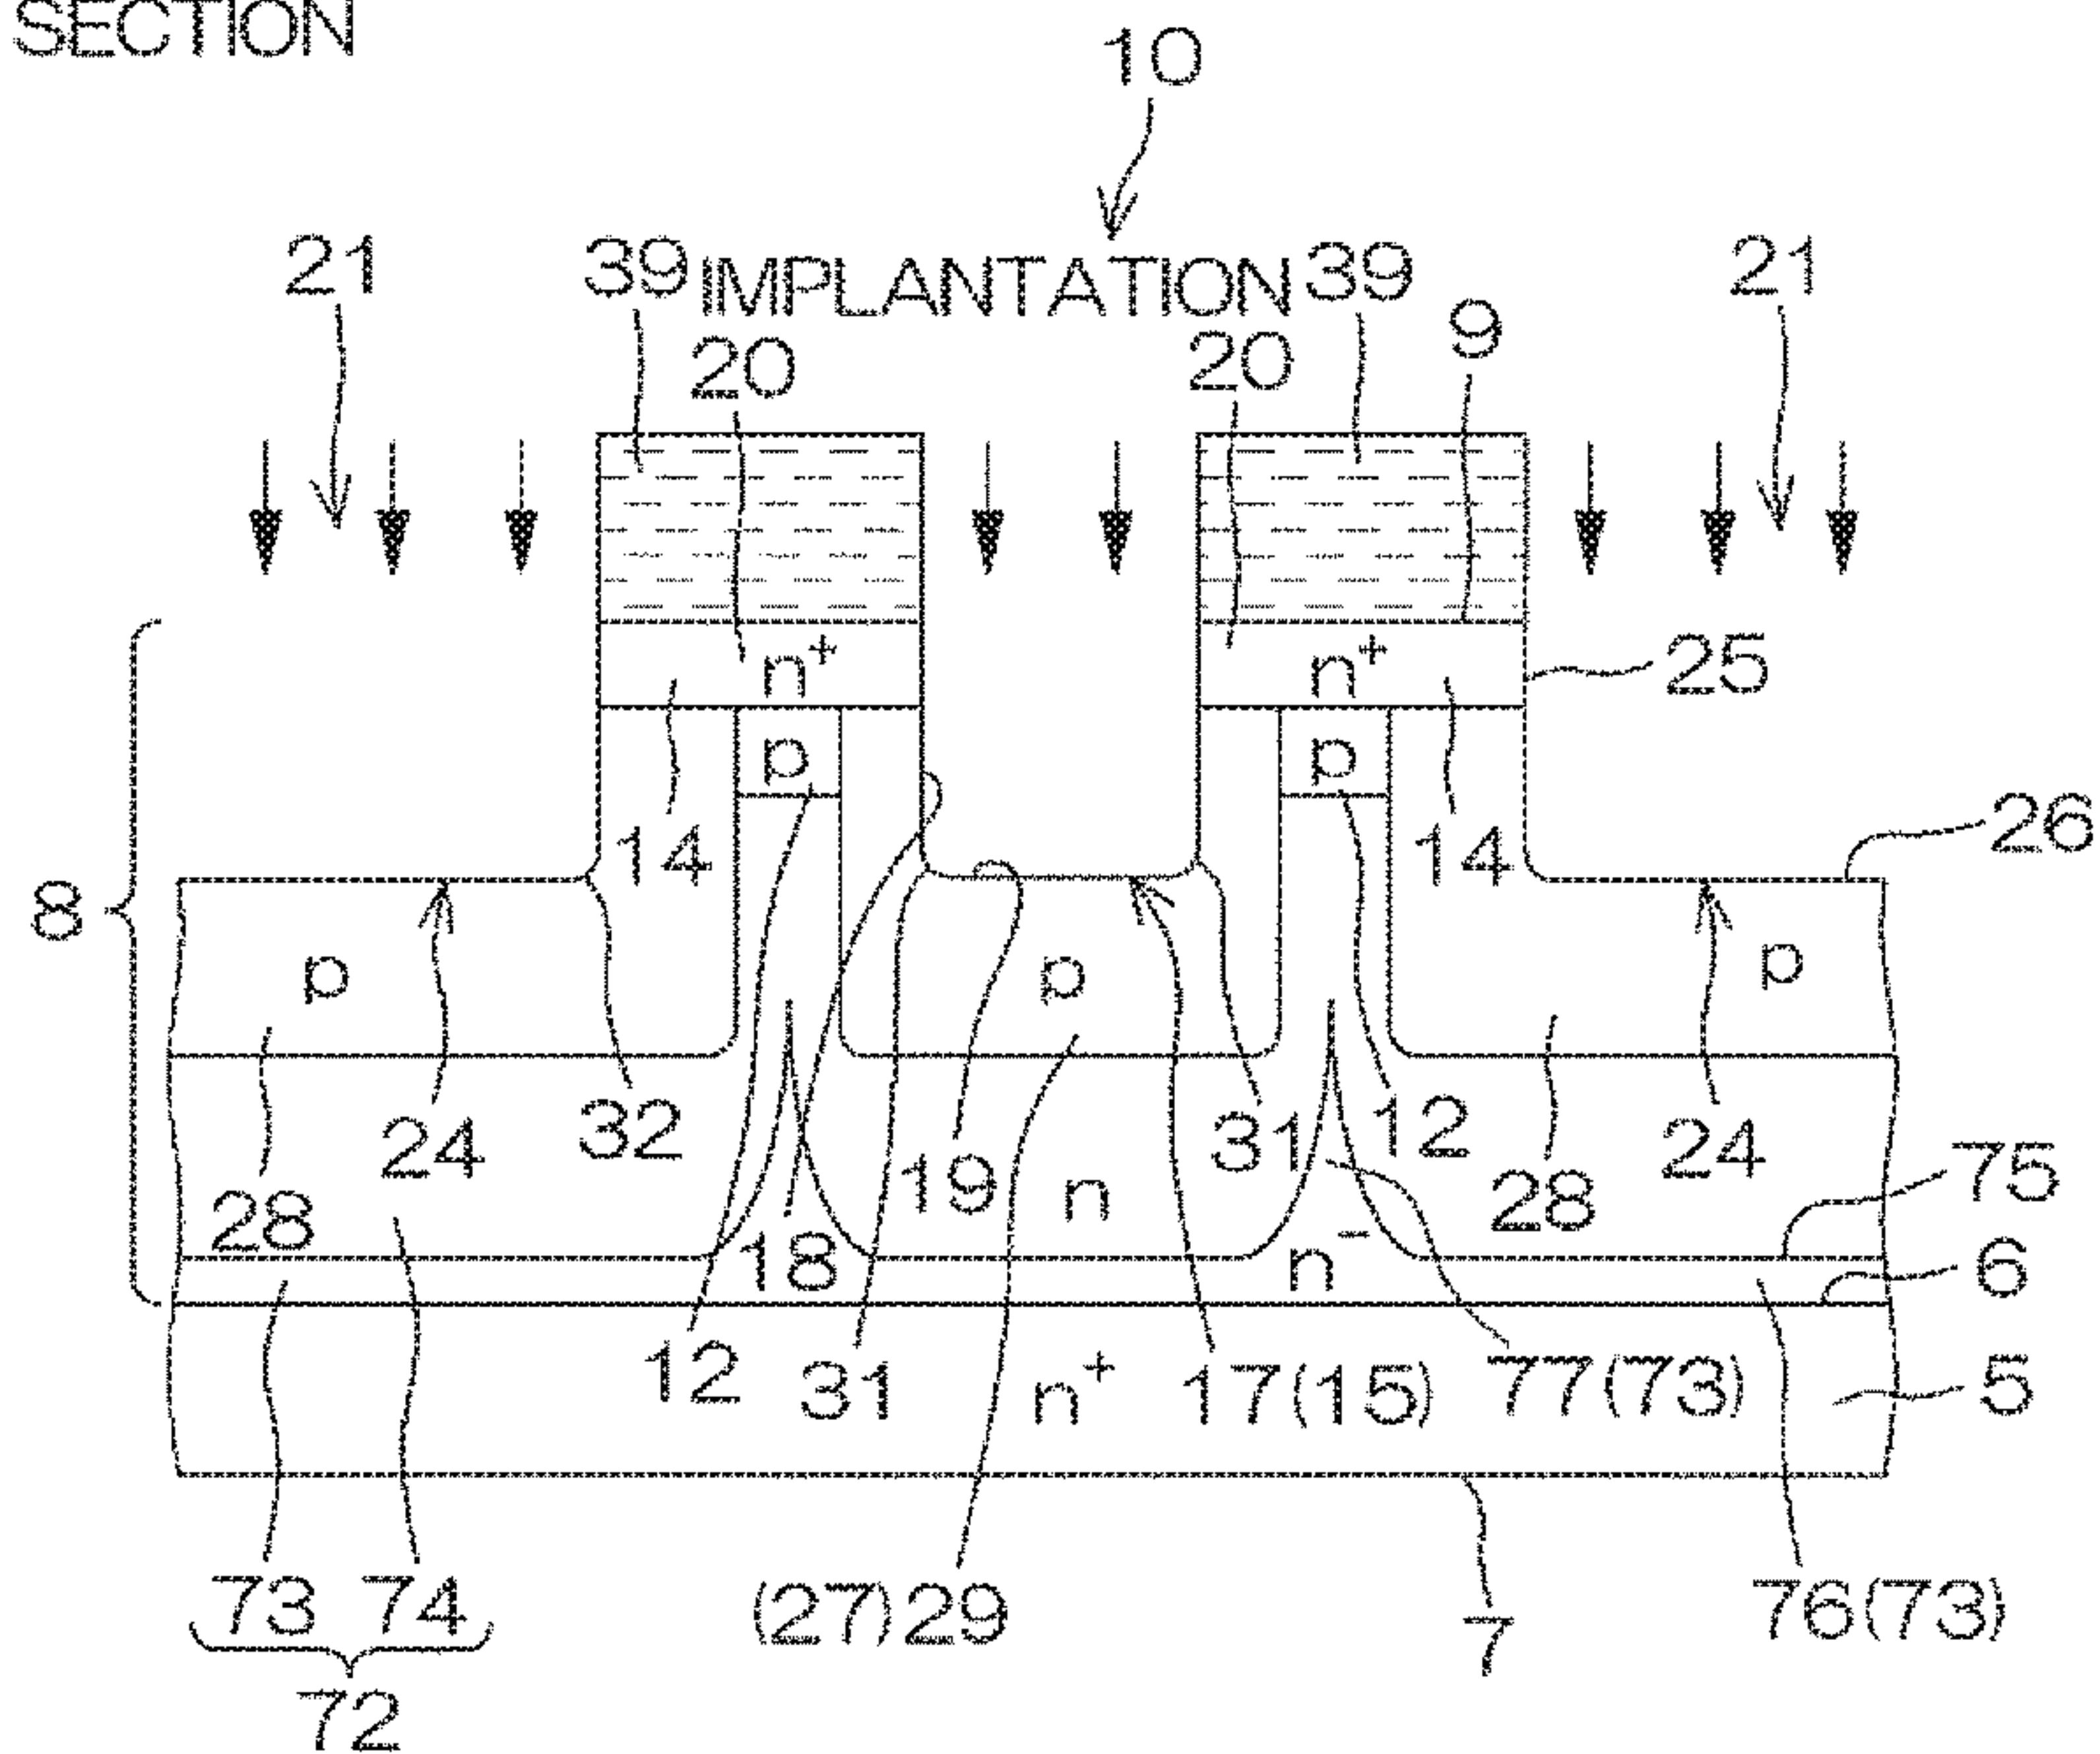 SECTION
10
21 39 IMPLANTATION 39 21
20 20 9
n+ n+ 25
p p
14 14 26
8
p p p
24 32 31 12 24
28 19 n 28 75
18 n- 6
12 31 n+ 17(15) 77(73) 5
73 74 (27)29 7 76(73)
72